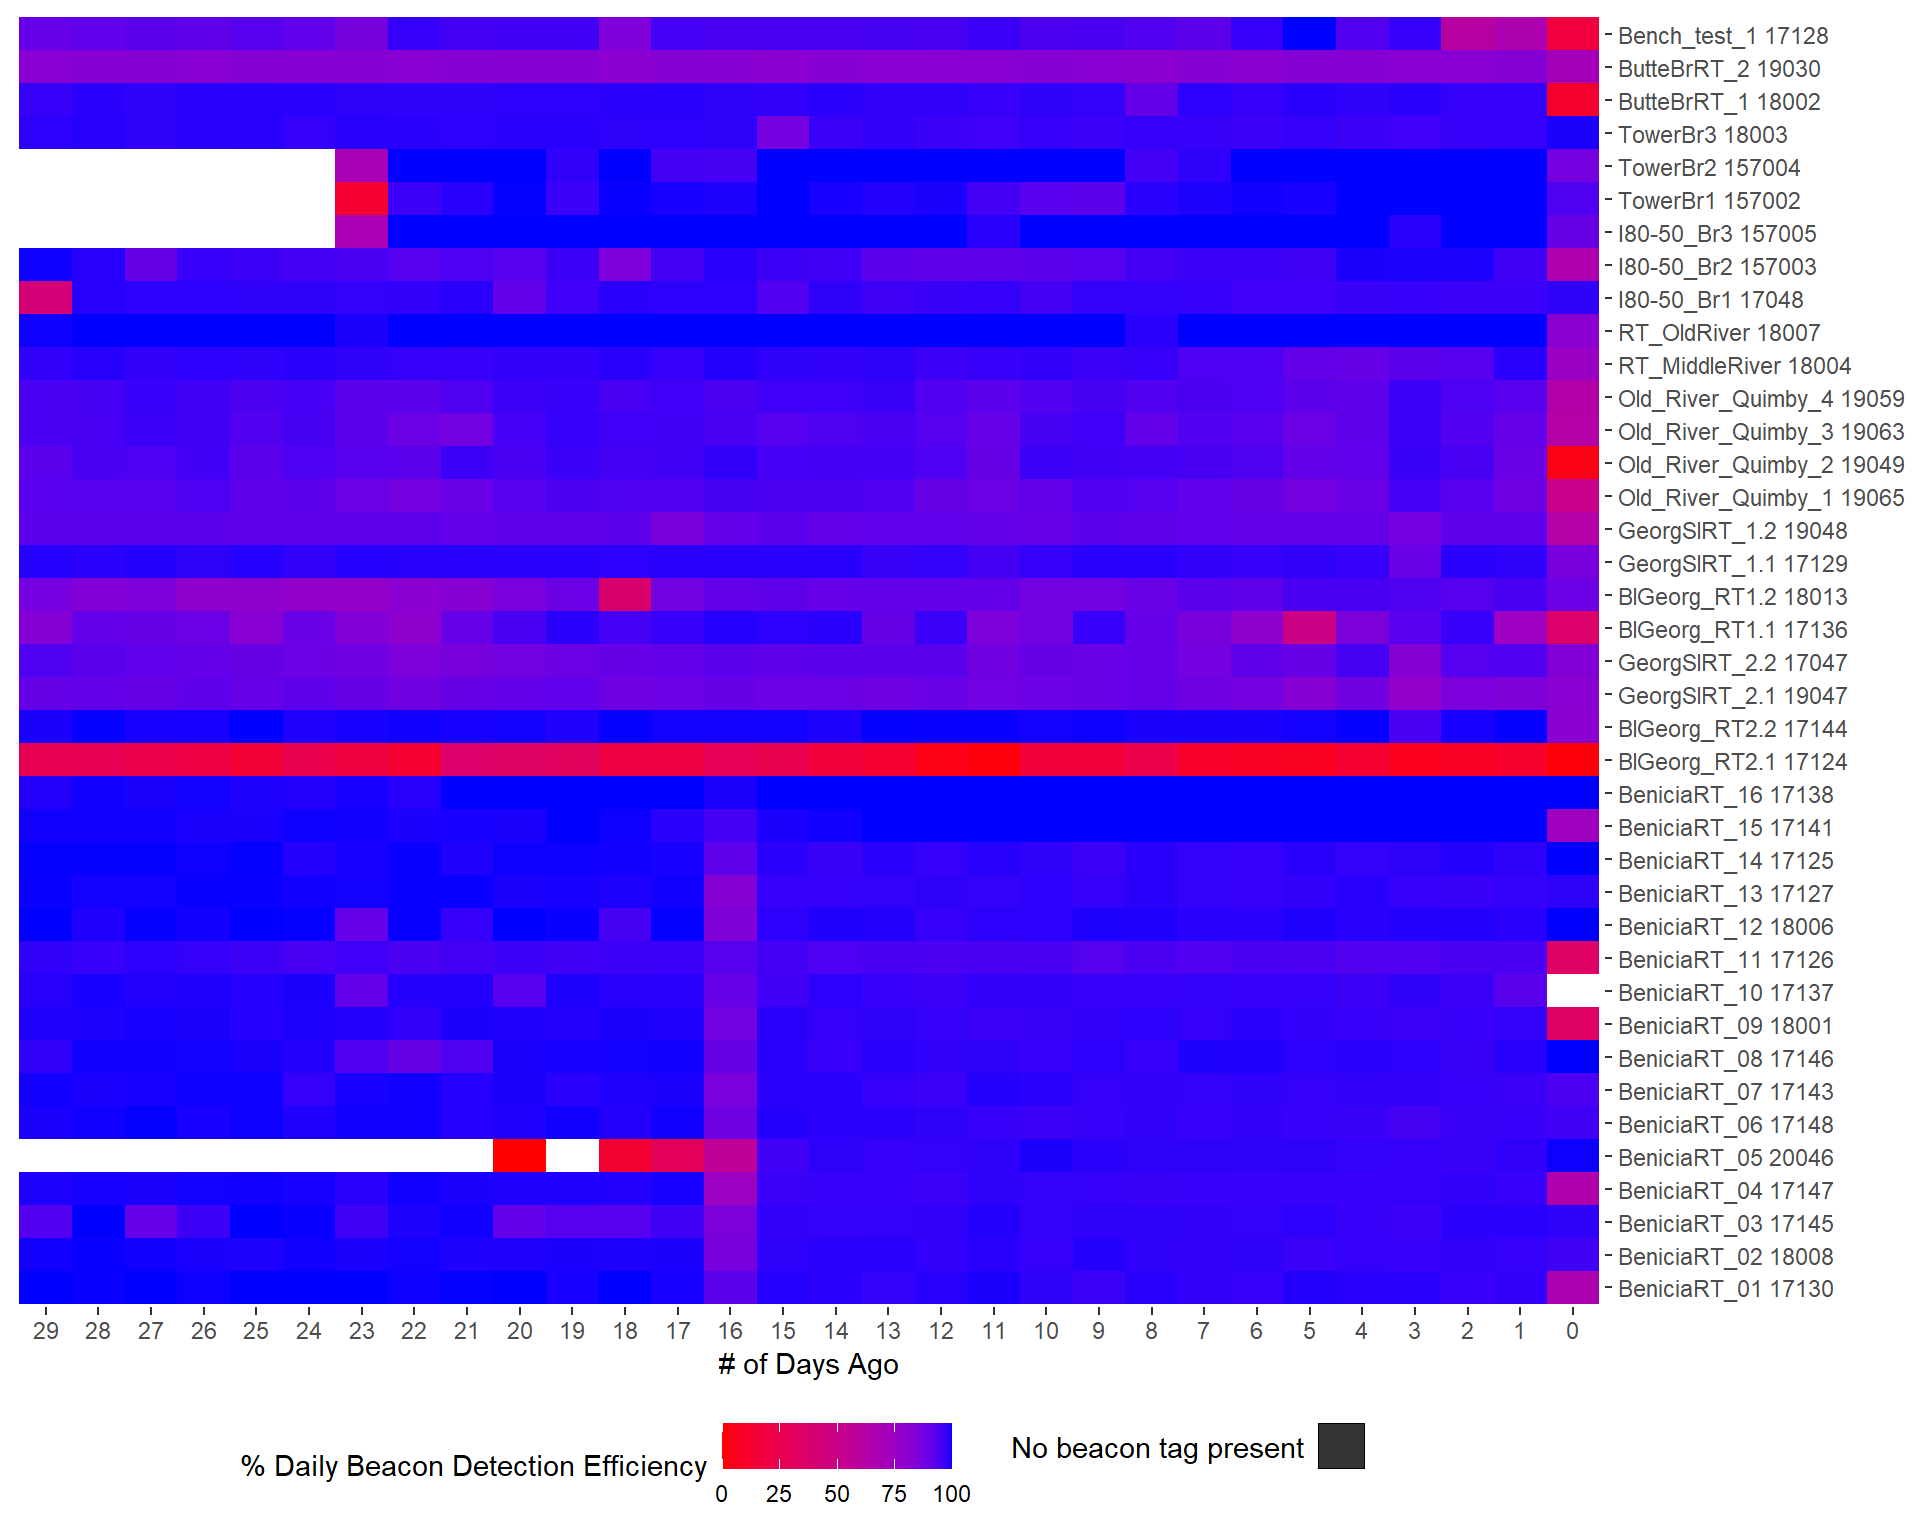 Bench_test_1 17128
ButteBrRT_2 19030
ButteBrRT_1 18002
TowerBr3 18003
TowerBr2 157004
TowerBr1 157002
I80-50_Br3 157005
I80-50_Br2 157003
I80-50_Br1 17048
RT_OldRiver 18007
RT_MiddleRiver 18004
Old_River_Quimby_4 19059
Old_River_Quimby_3 19063
Old_River_Quimby_2 19049
Old_River_Quimby_1 19065
GeorgSlRT_1.2 19048
GeorgSlRT_1.1 17129
BlGeorg_RT1.2 18013
BlGeorg_RT1.1 17136
GeorgSlRT_2.2 17047
GeorgSlRT_2.1 19047
BlGeorg_RT2.2 17144
BlGeorg_RT2.1 17124
BeniciaRT_16 17138
BeniciaRT_15 17141
BeniciaRT_14 17125
BeniciaRT_13 17127
BeniciaRT_12 18006
BeniciaRT_11 17126
BeniciaRT_10 17137
BeniciaRT_09 18001
BeniciaRT_08 17146
BeniciaRT_07 17143
BeniciaRT_06 17148
BeniciaRT_05 20046
BeniciaRT_04 17147
BeniciaRT_03 17145
BeniciaRT_02 18008
BeniciaRT_01 17130
29 28 27 26 25 24 23 22 21 20 19 18 17 16 15 14 13 12 11 10 9 8 7 6 5 4 3 2 1 0
# of Days Ago
% Daily Beacon Detection Efficiency
0 25 50 75 100
No beacon tag present